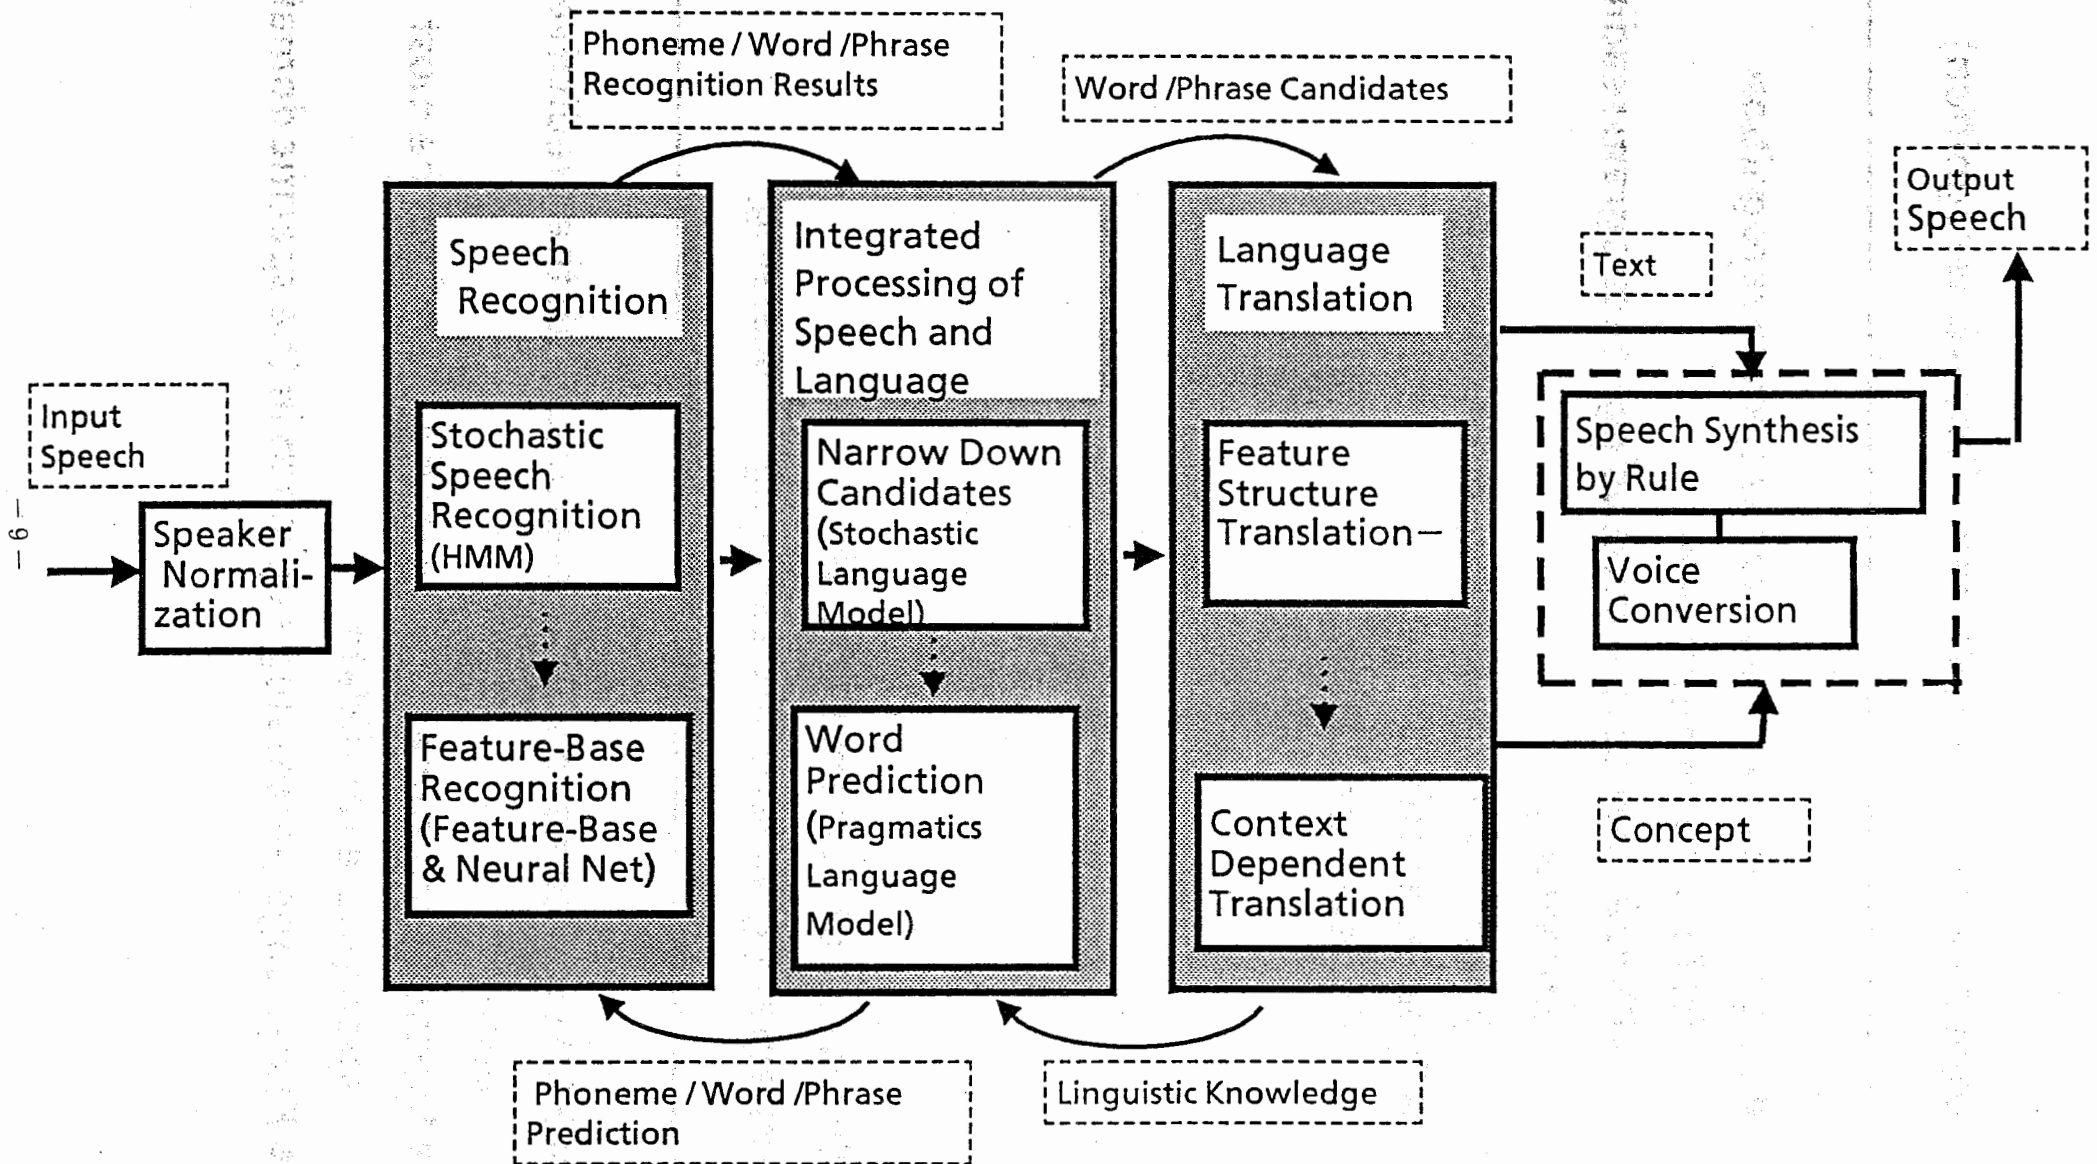 Phoneme / Word /Phrase
Recognition Results
Word /Phrase Candidates
Output
Speech
Speech
Recognition
Integrated
Processing of
Speech and
Language
Language
Translation
Text
Input
Speech
Stochastic
Speech
Recognition
(HMM)
Narrow Down
Candidates
(Stochastic
Language
Model)
Feature
Structure
Translation—
Speech Synthesis
by Rule
Voice
Conversion
Speaker
Normali-
zation
—6—
Feature-Base
Recognition
(Feature-Base
& Neural Net)
Word
Prediction
(Pragmatics
Language
Model)
Context
Dependent
Translation
Concept
Phoneme / Word /Phrase
Prediction
Linguistic Knowledge